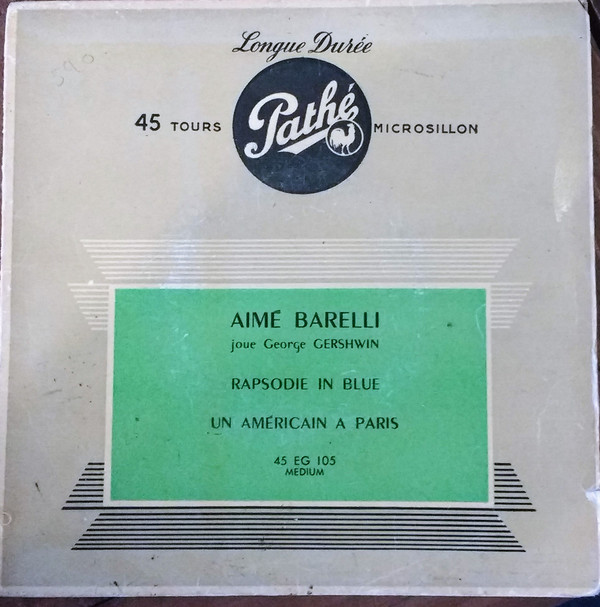 590
Longue Durée
45 TOURS Pathé MICROSILLON
AIMÉ BARELLI
joue George GERSHWIN
RAPSODIE IN BLUE
UN AMÉRICAIN A PARIS
45 EG 105
MEDIUM